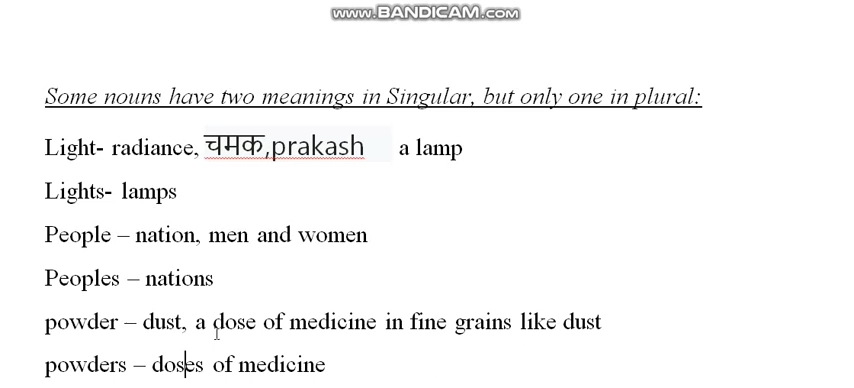 www.BANDICAM.com
Some nouns have two meanings in Singular, but only one in plural:
Light- radiance, चमक,prakash a lamp
Lights- lamps
People – nation, men and women
Peoples – nations
powder – dust, a dose of medicine in fine grains like dust
powders – doses of medicine